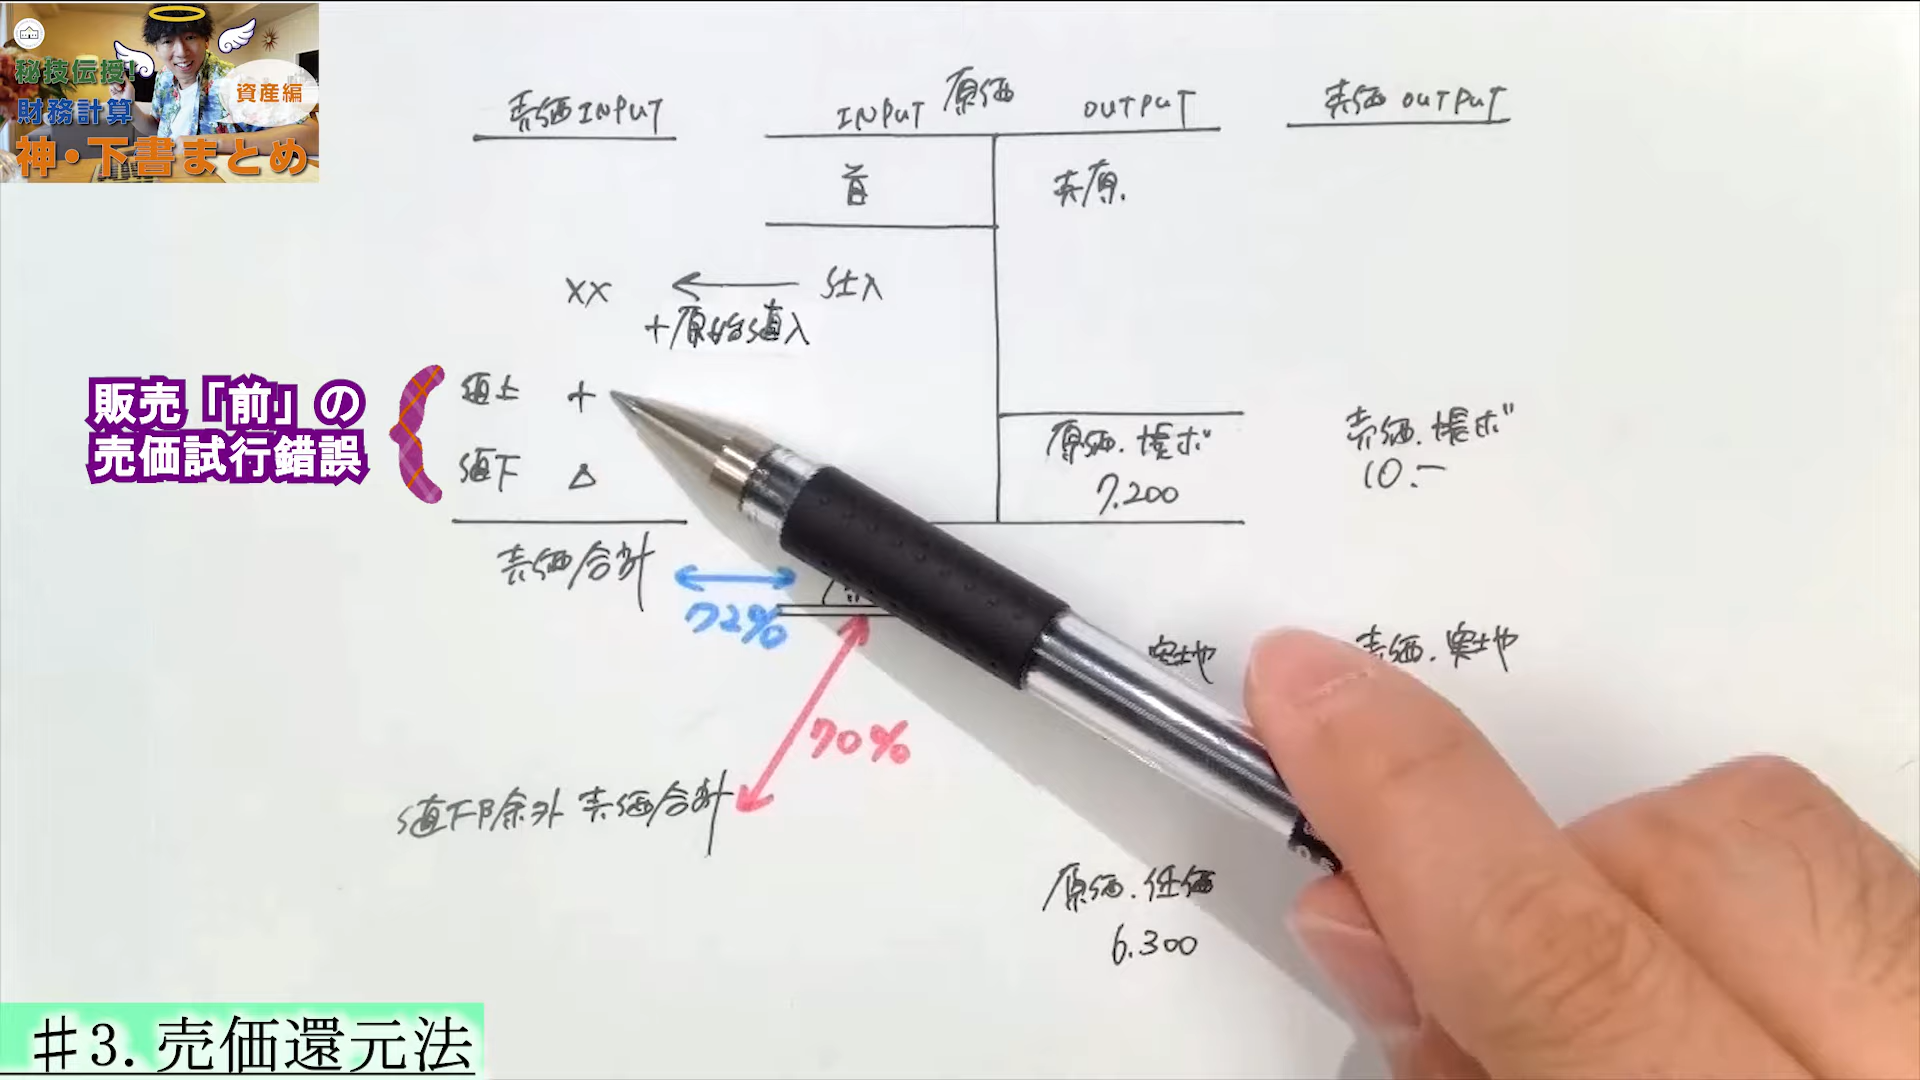 秘技伝授!
財務計算
資産編
神・下書まとめ
売価INPUT
INPUT 原価 OUTPUT
売価 OUTPUT
首
売原.
××
仕入
+原始値入
販売「前」の
売価試行錯誤
値上 +
値下 △
原価.帳ボ
7.200
売価.帳ボ
10.-
売価合計
72%
実地
売価.実地
70%
値下除外 売価合計
原価.低価
6.300
#3.売価還元法